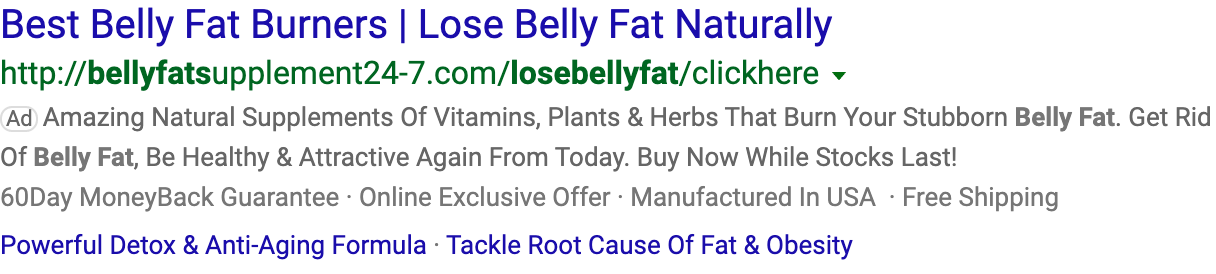 Best Belly Fat Burners | Lose Belly Fat Naturally
http://bellyfatsupplement24-7.com/losebellyfat/clickhere
Ad Amazing Natural Supplements Of Vitamins, Plants & Herbs That Burn Your Stubborn Belly Fat. Get Rid
Of Belly Fat, Be Healthy & Attractive Again From Today. Buy Now While Stocks Last!
60Day MoneyBack Guarantee · Online Exclusive Offer · Manufactured In USA · Free Shipping
Powerful Detox & Anti-Aging Formula · Tackle Root Cause Of Fat & Obesity